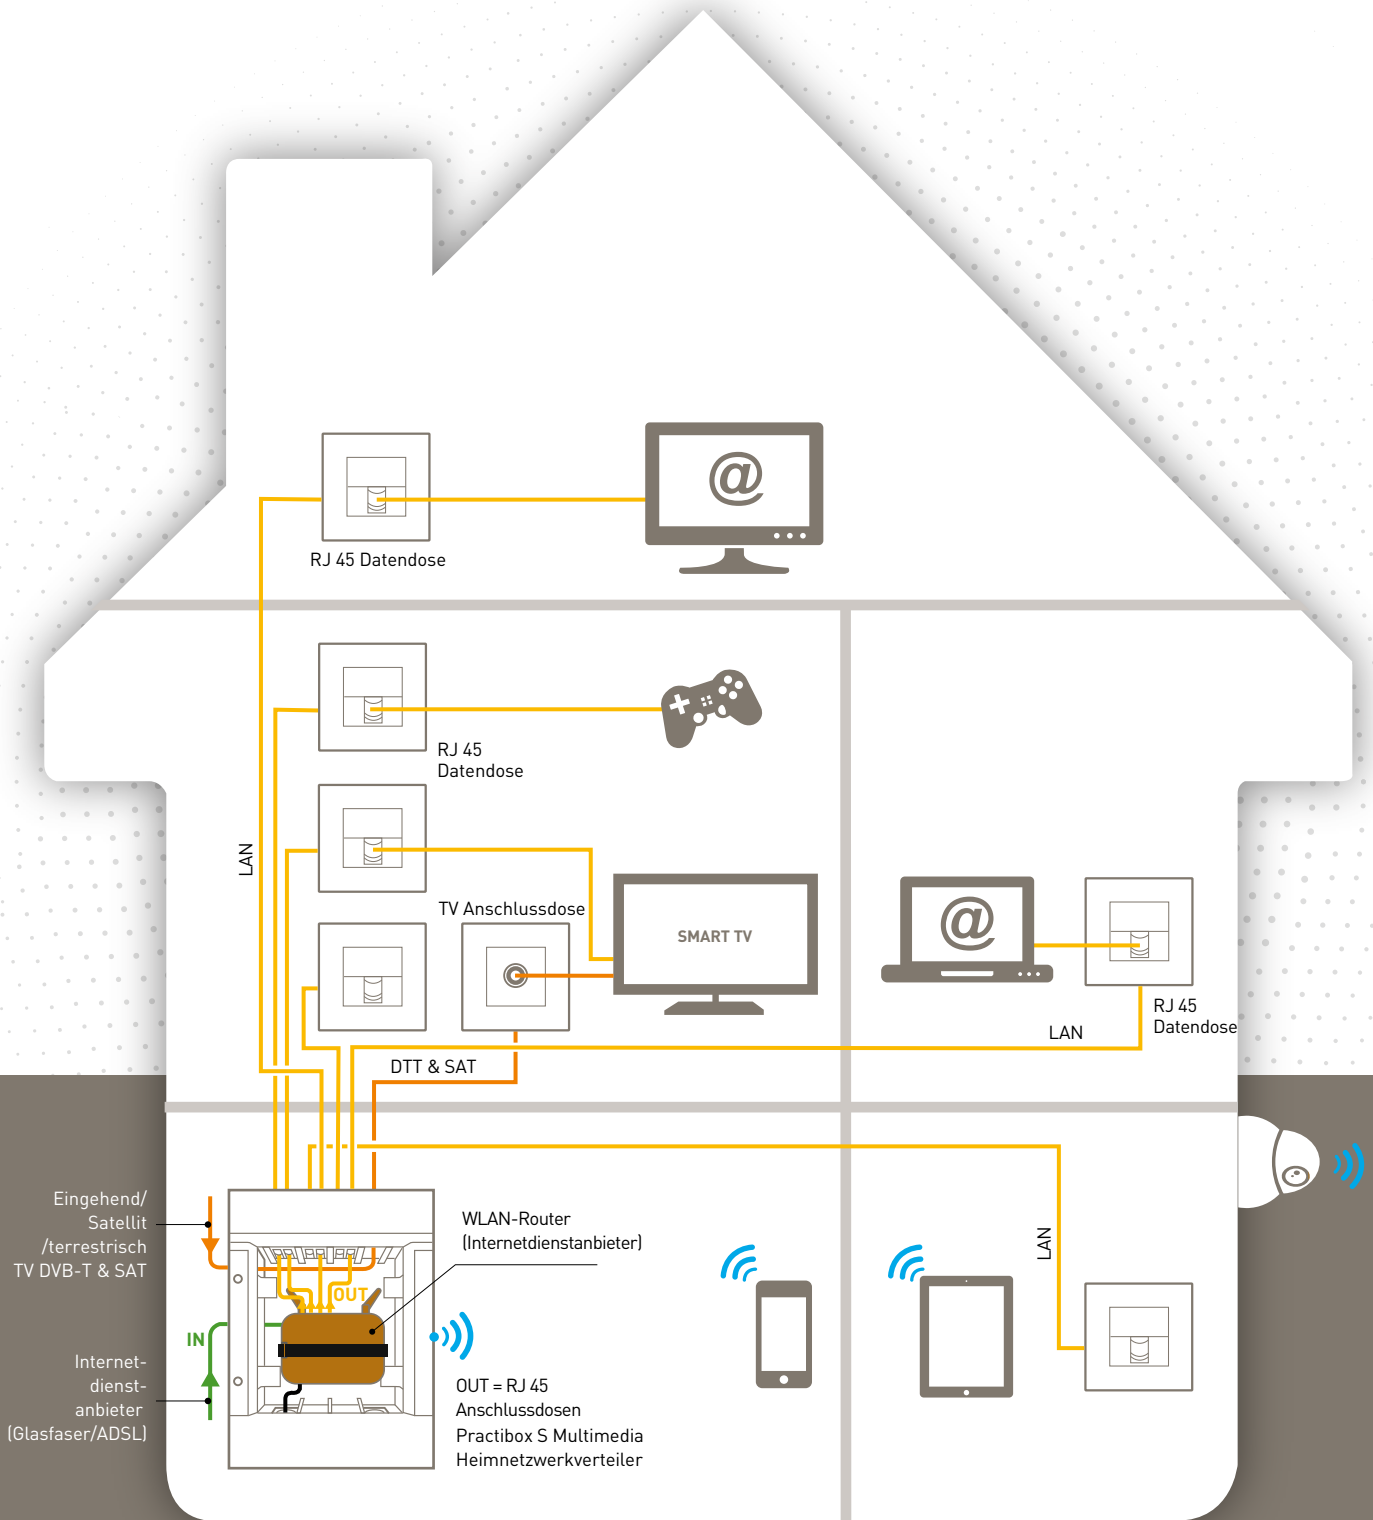 @
RJ 45 Datendose
RJ 45
Datendose
LAN
TV Anschlussdose
SMART TV
@
RJ 45
Datendose
LAN
DTT & SAT
Eingehend/
Satellit
/terrestrisch
TV DVB-T & SAT
WLAN-Router
(Internetdienstanbieter)
LAN
OUT
IN
Internet-
dienst-
anbieter
(Glasfaser/ADSL)
OUT = RJ 45
Anschlussdosen
Practibox S Multimedia
Heimnetzwerkverteiler